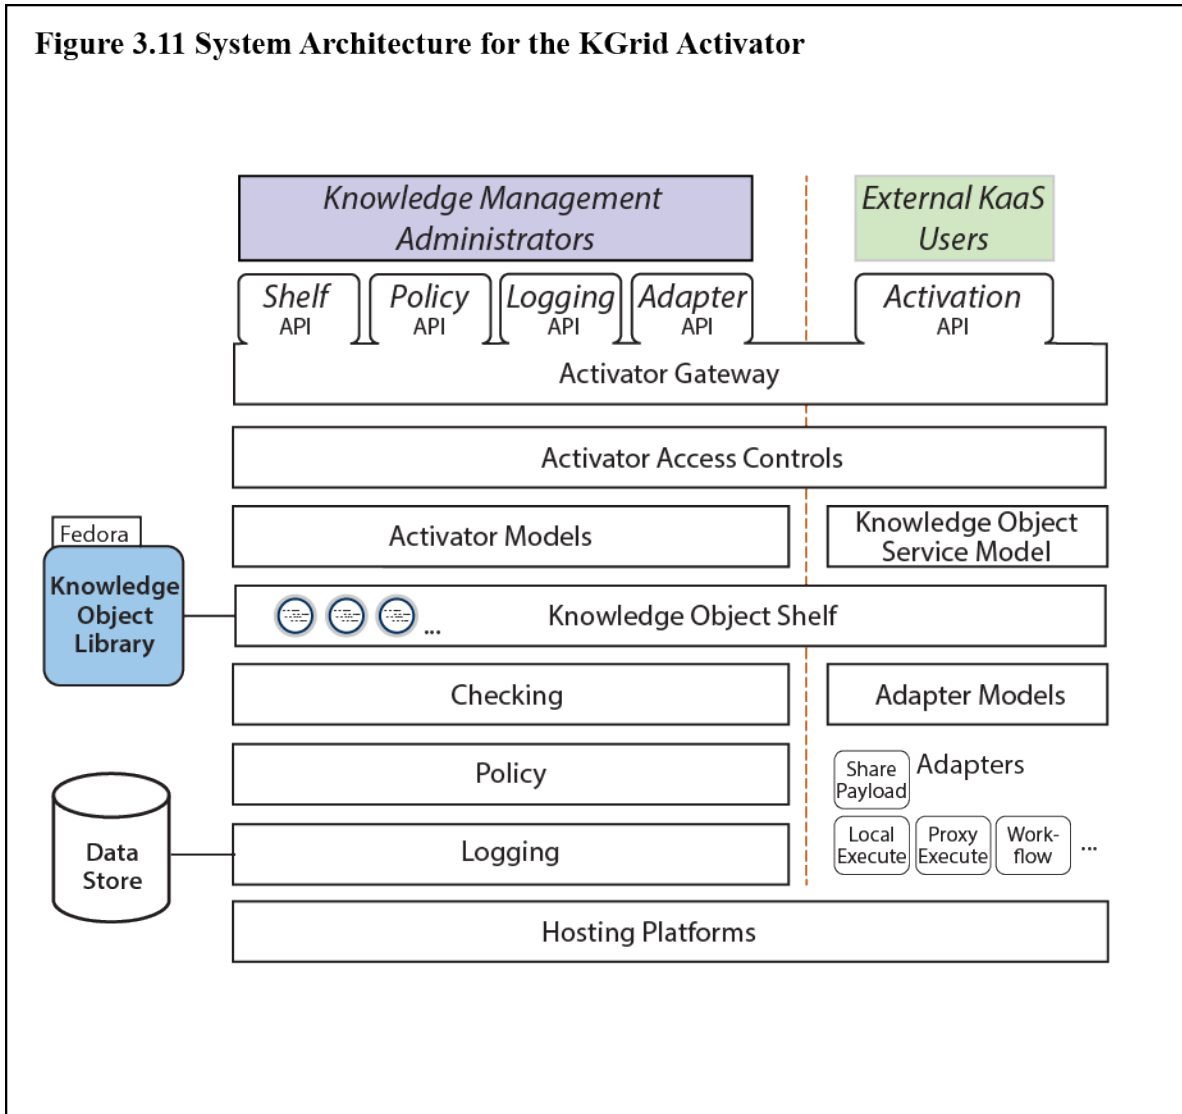 Figure 3.11 System Architecture for the KGrid Activator
Knowledge Management
Administrators
External KaaS
Users
Shelf
API
Policy
API
Logging
API
Adapter
API
Activation
API
Activator Gateway
Activator Access Controls
Activator Models
Knowledge Object
Service Model
Fedora
Knowledge
Object
Library
...
Knowledge Object Shelf
Checking
Adapter Models
Policy
Share
Payload
Adapters
Data
Store
Logging
Local
Execute
Proxy
Execute
Work-
flow
...
Hosting Platforms